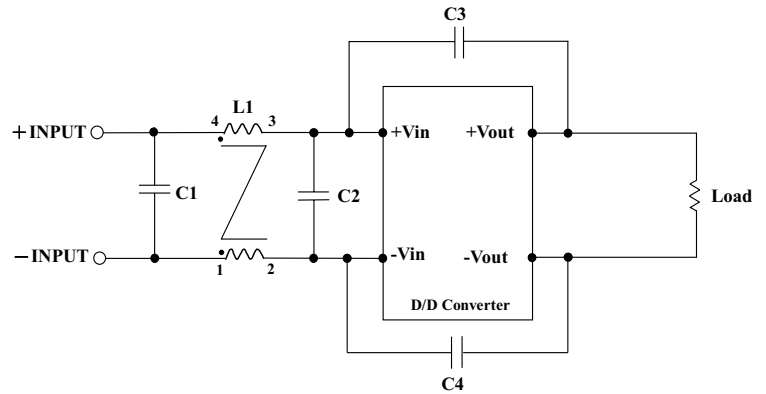 C3
L1
4 3
+INPUT
+Vin +Vout
C1
C2
Load
−INPUT
-Vin -Vout
1 2
D/D Converter
C4